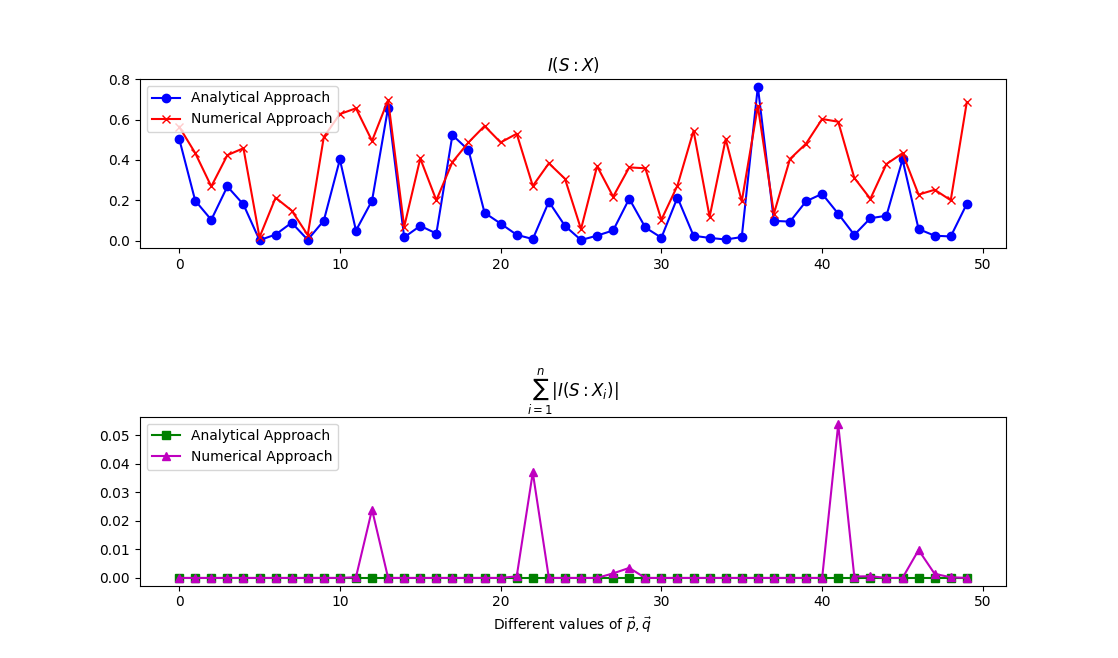 I(S : X)
0.8
0.6
0.4
0.2
0.0
Analytical Approach
Numerical Approach
0 10 20 30 40 50
n
∑ |I(S : X_i)|
i = 1
0.05
0.04
0.03
0.02
0.01
0.00
Analytical Approach
Numerical Approach
0 10 20 30 40 50
Different values of p⃗, q⃗